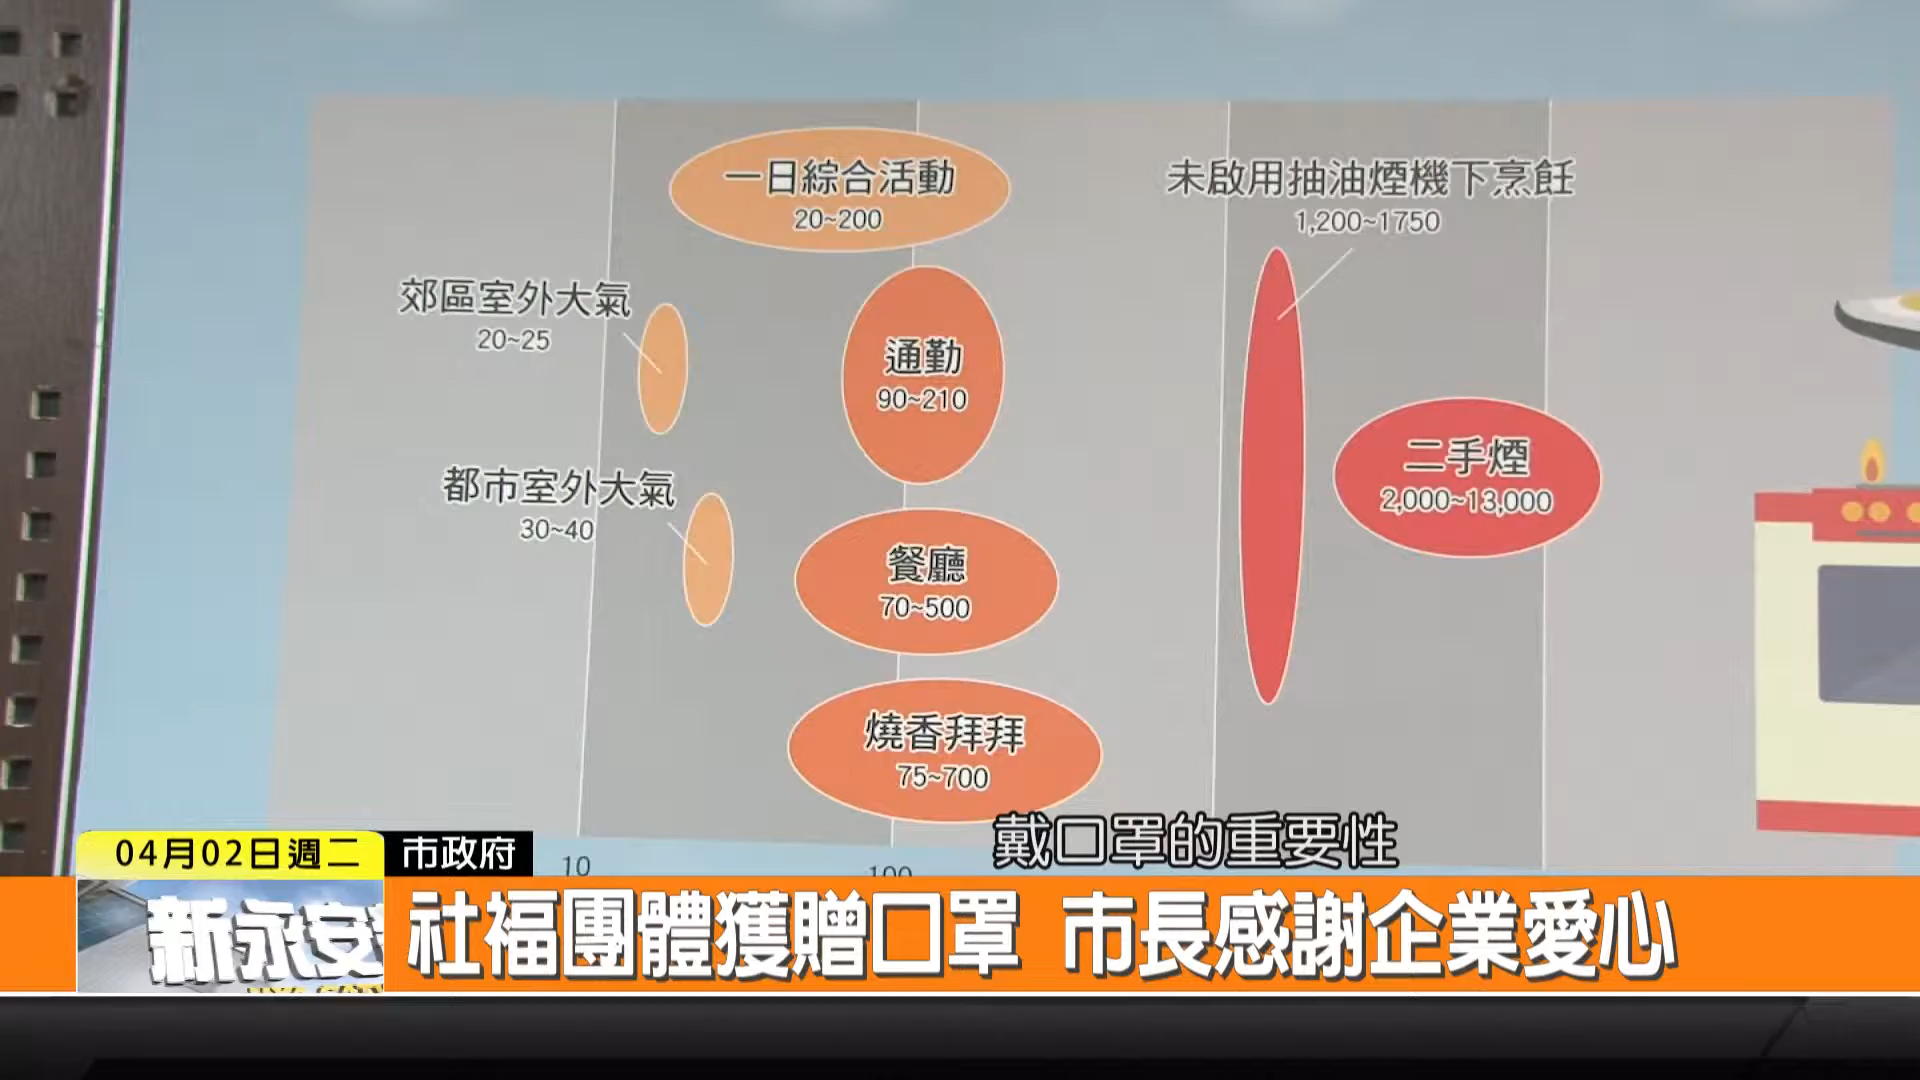 一日綜合活動
20~200
未啟用抽油煙機下烹飪
1,200~1750
郊區室外大氣
20~25
通勤
90~210
二手煙
2,000~13,000
都市室外大氣
30~40
餐廳
70~500
燒香拜拜
75~700
戴口罩的重要性
10
100
04月02日週二
市政府
新永安
社福團體獲贈口罩 市長感謝企業愛心